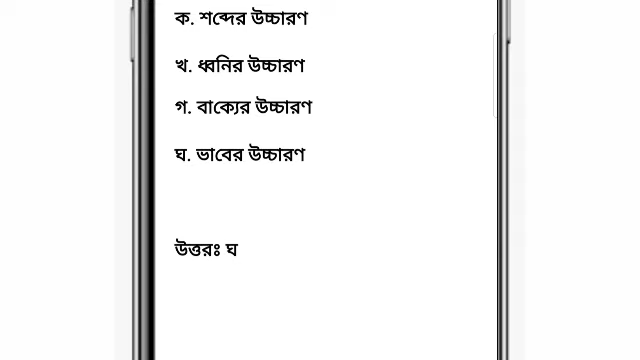 ক. শব্দের উচ্চারণ
খ. ধ্বনির উচ্চারণ
গ. বাক্যের উচ্চারণ
ঘ. ভাবের উচ্চারণ
উত্তরঃ ঘ